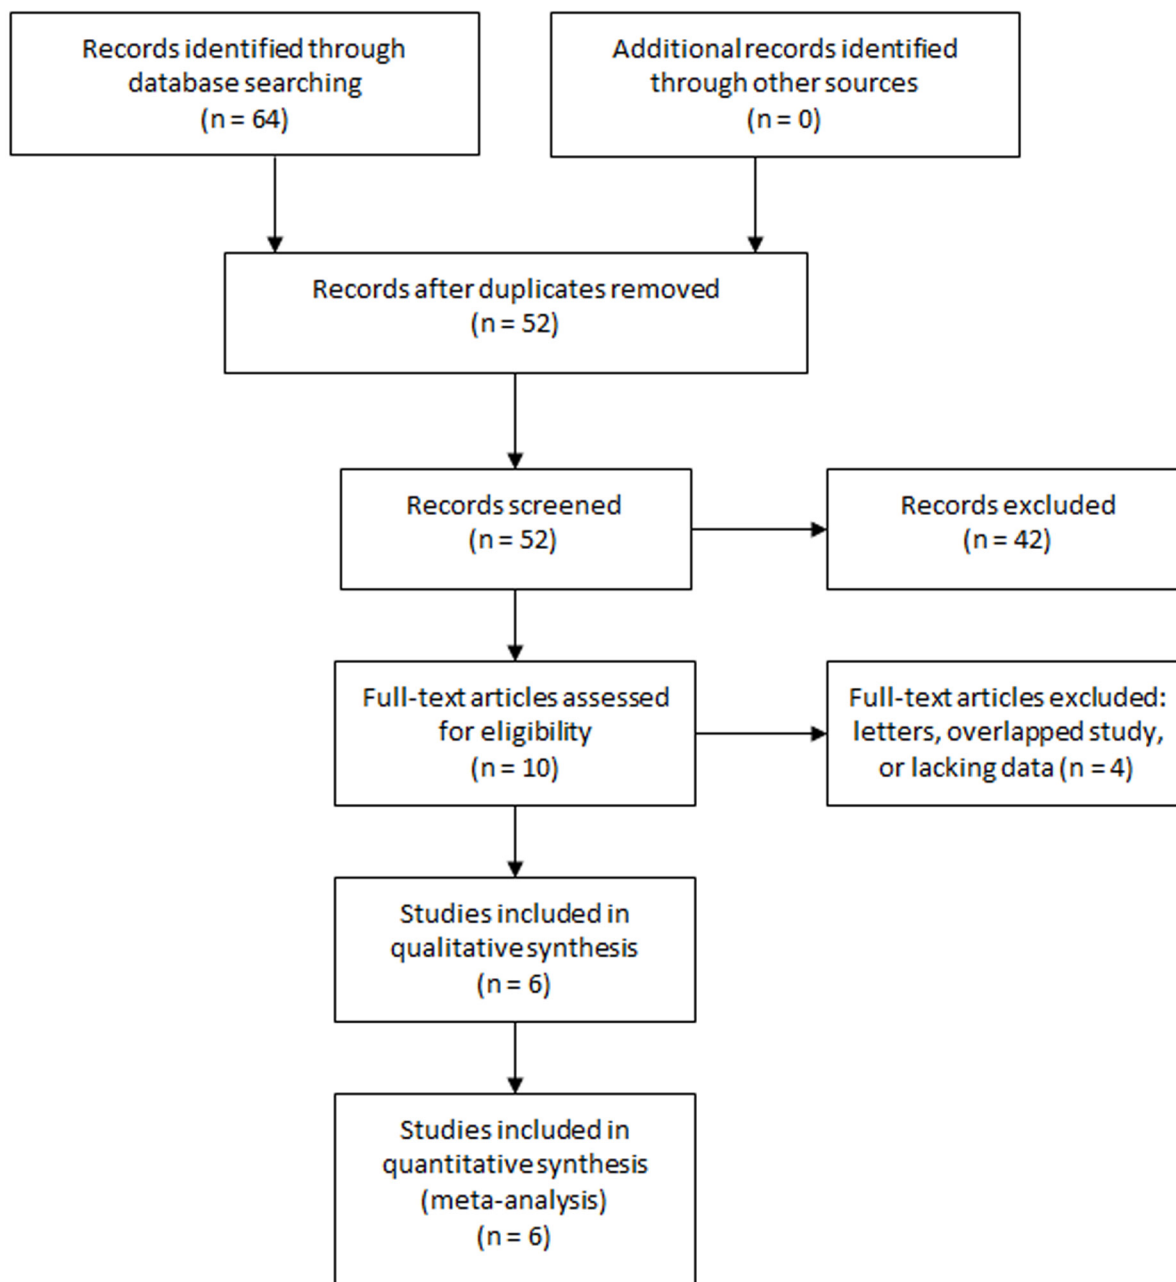 Records identified through
database searching
(n = 64)
Additional records identified
through other sources
(n = 0)
Records after duplicates removed
(n = 52)
Records screened
(n = 52)
Records excluded
(n = 42)
Full-text articles assessed
for eligibility
(n = 10)
Full-text articles excluded:
letters, overlapped study,
or lacking data (n = 4)
Studies included in
qualitative synthesis
(n = 6)
Studies included in
quantitative synthesis
(meta-analysis)
(n = 6)